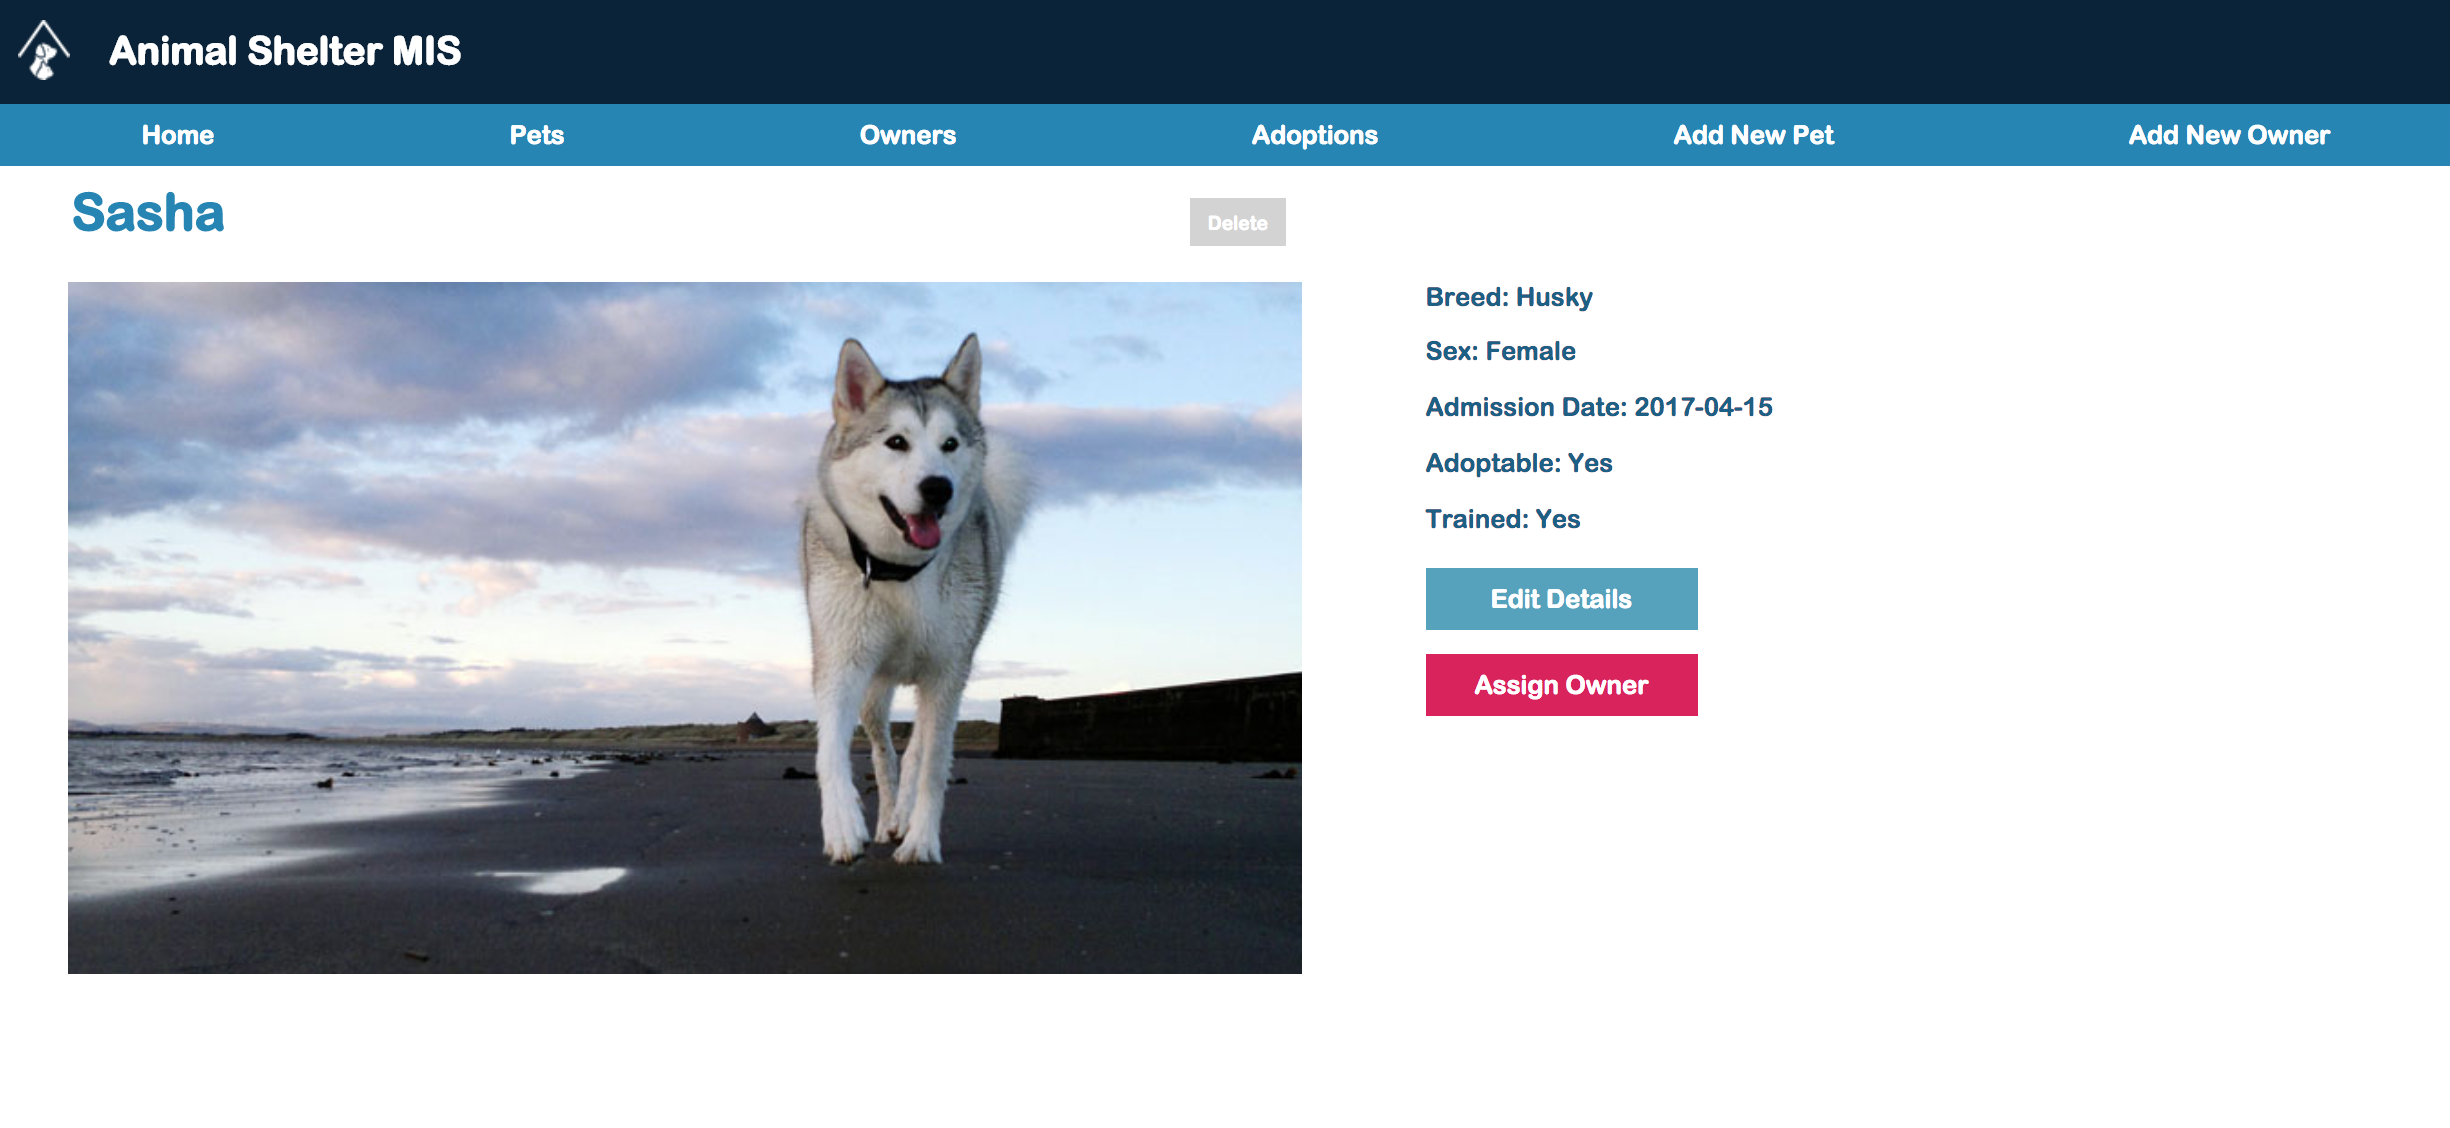 Animal Shelter MIS
Home Pets Owners Adoptions Add New Pet Add New Owner
Sasha
Delete
Breed: Husky
Sex: Female
Admission Date: 2017-04-15
Adoptable: Yes
Trained: Yes
Edit Details
Assign Owner